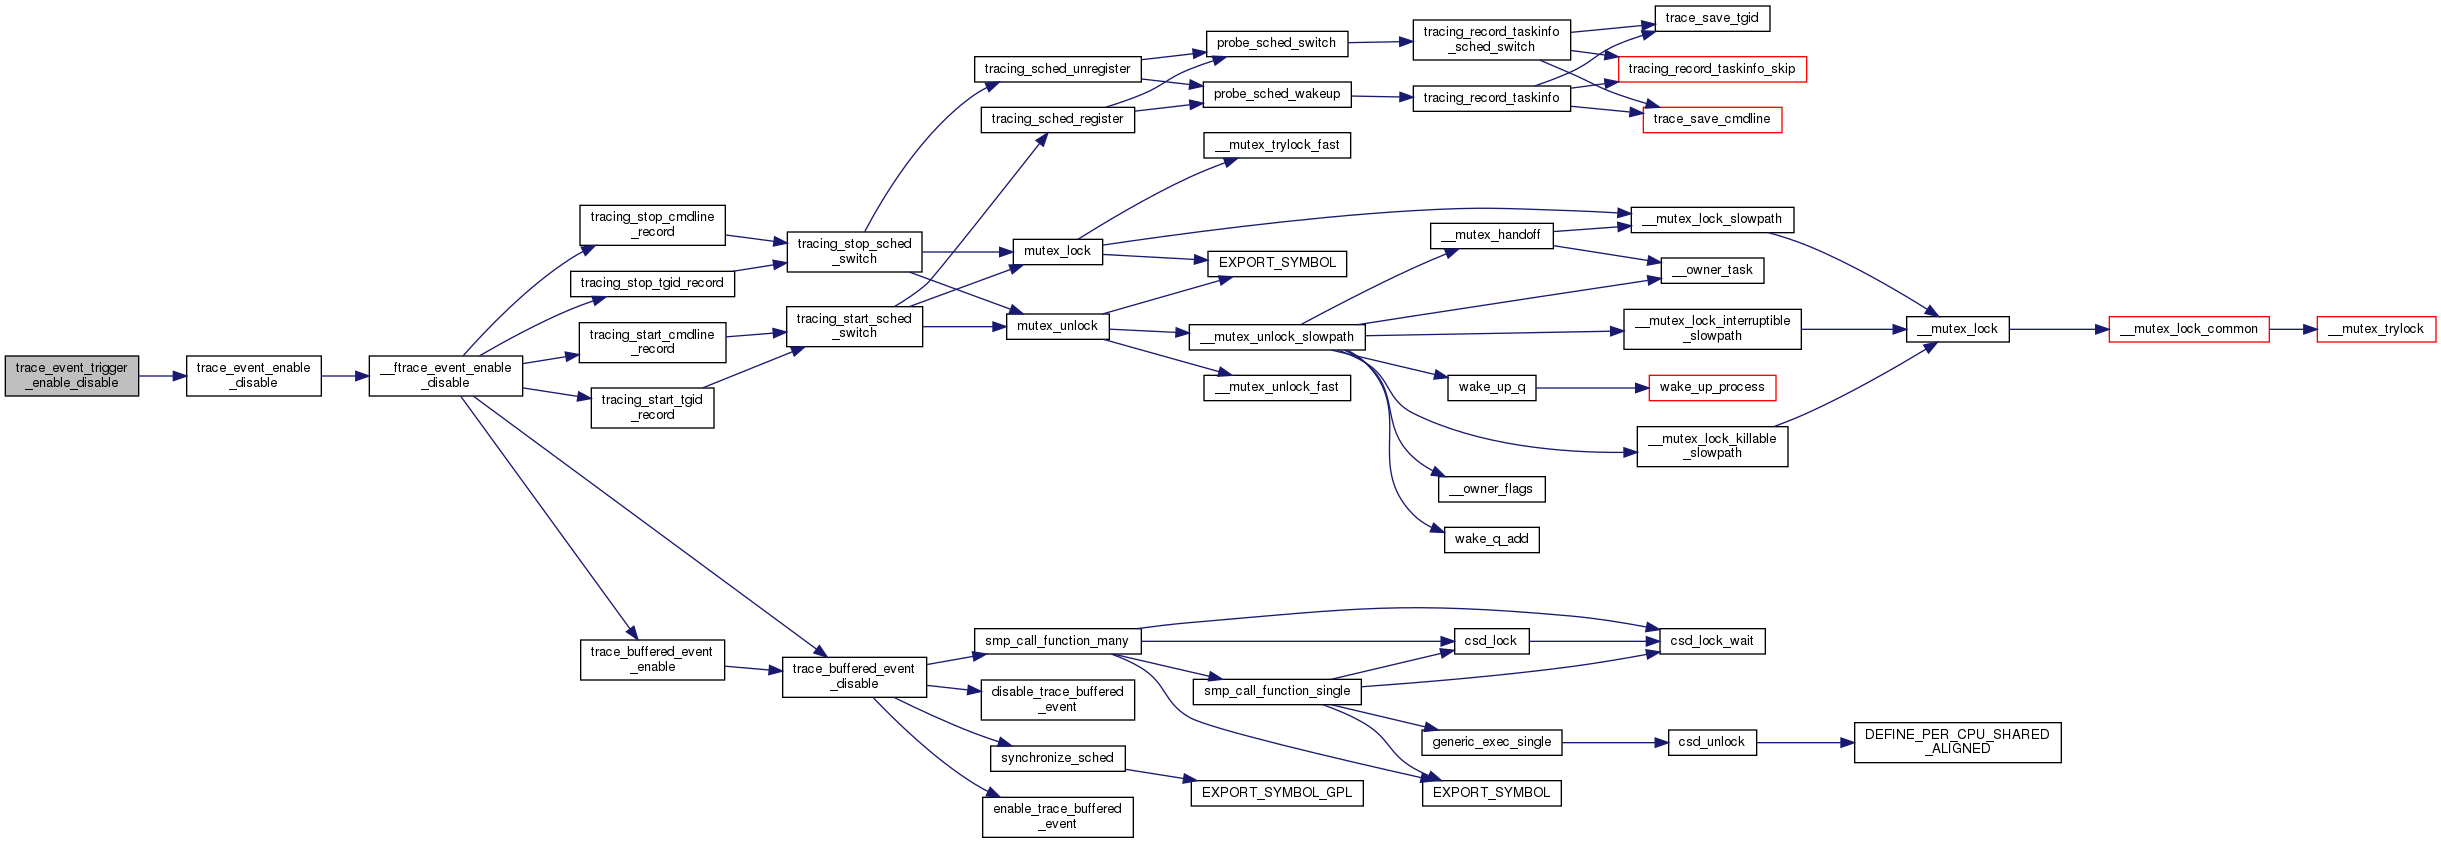 trace_event_trigger
_enable_disable
trace_event_enable
_disable
__ftrace_event_enable
_disable
tracing_stop_cmdline
_record
tracing_stop_tgid_record
tracing_start_cmdline
_record
tracing_start_tgid
_record
trace_buffered_event
_enable
tracing_stop_sched
_switch
tracing_start_sched
_switch
trace_buffered_event
_disable
tracing_sched_unregister
tracing_sched_register
mutex_lock
mutex_unlock
smp_call_function_many
disable_trace_buffered
_event
synchronize_sched
enable_trace_buffered
_event
probe_sched_switch
probe_sched_wakeup
__mutex_trylock_fast
EXPORT_SYMBOL
__mutex_unlock_slowpath
__mutex_unlock_fast
smp_call_function_single
EXPORT_SYMBOL_GPL
tracing_record_taskinfo
_sched_switch
tracing_record_taskinfo
__mutex_handoff
wake_up_q
__owner_flags
wake_q_add
csd_lock
generic_exec_single
EXPORT_SYMBOL
trace_save_tgid
tracing_record_taskinfo_skip
trace_save_cmdline
__mutex_lock_slowpath
__owner_task
__mutex_lock_interruptible
_slowpath
wake_up_process
__mutex_lock_killable
_slowpath
csd_lock_wait
csd_unlock
__mutex_lock
DEFINE_PER_CPU_SHARED
_ALIGNED
__mutex_lock_common
__mutex_trylock